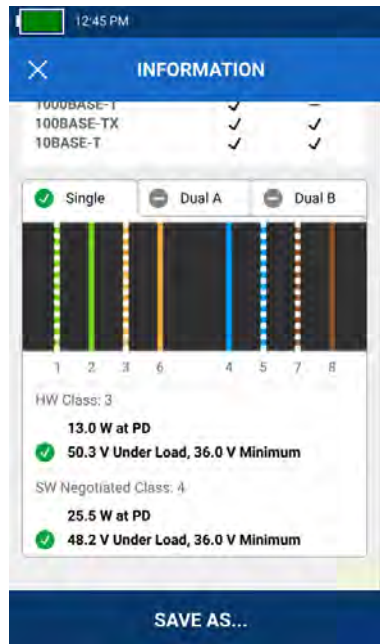 12:45 PM
INFORMATION
1000BASE-T
100BASE-TX
10BASE-T
Single Dual A Dual B
1 2 3 6 4 5 7 8
HW Class: 3
13.0 W at PD
50.3 V Under Load, 36.0 V Minimum
SW Negotiated Class: 4
25.5 W at PD
48.2 V Under Load, 36.0 V Minimum
SAVE AS...